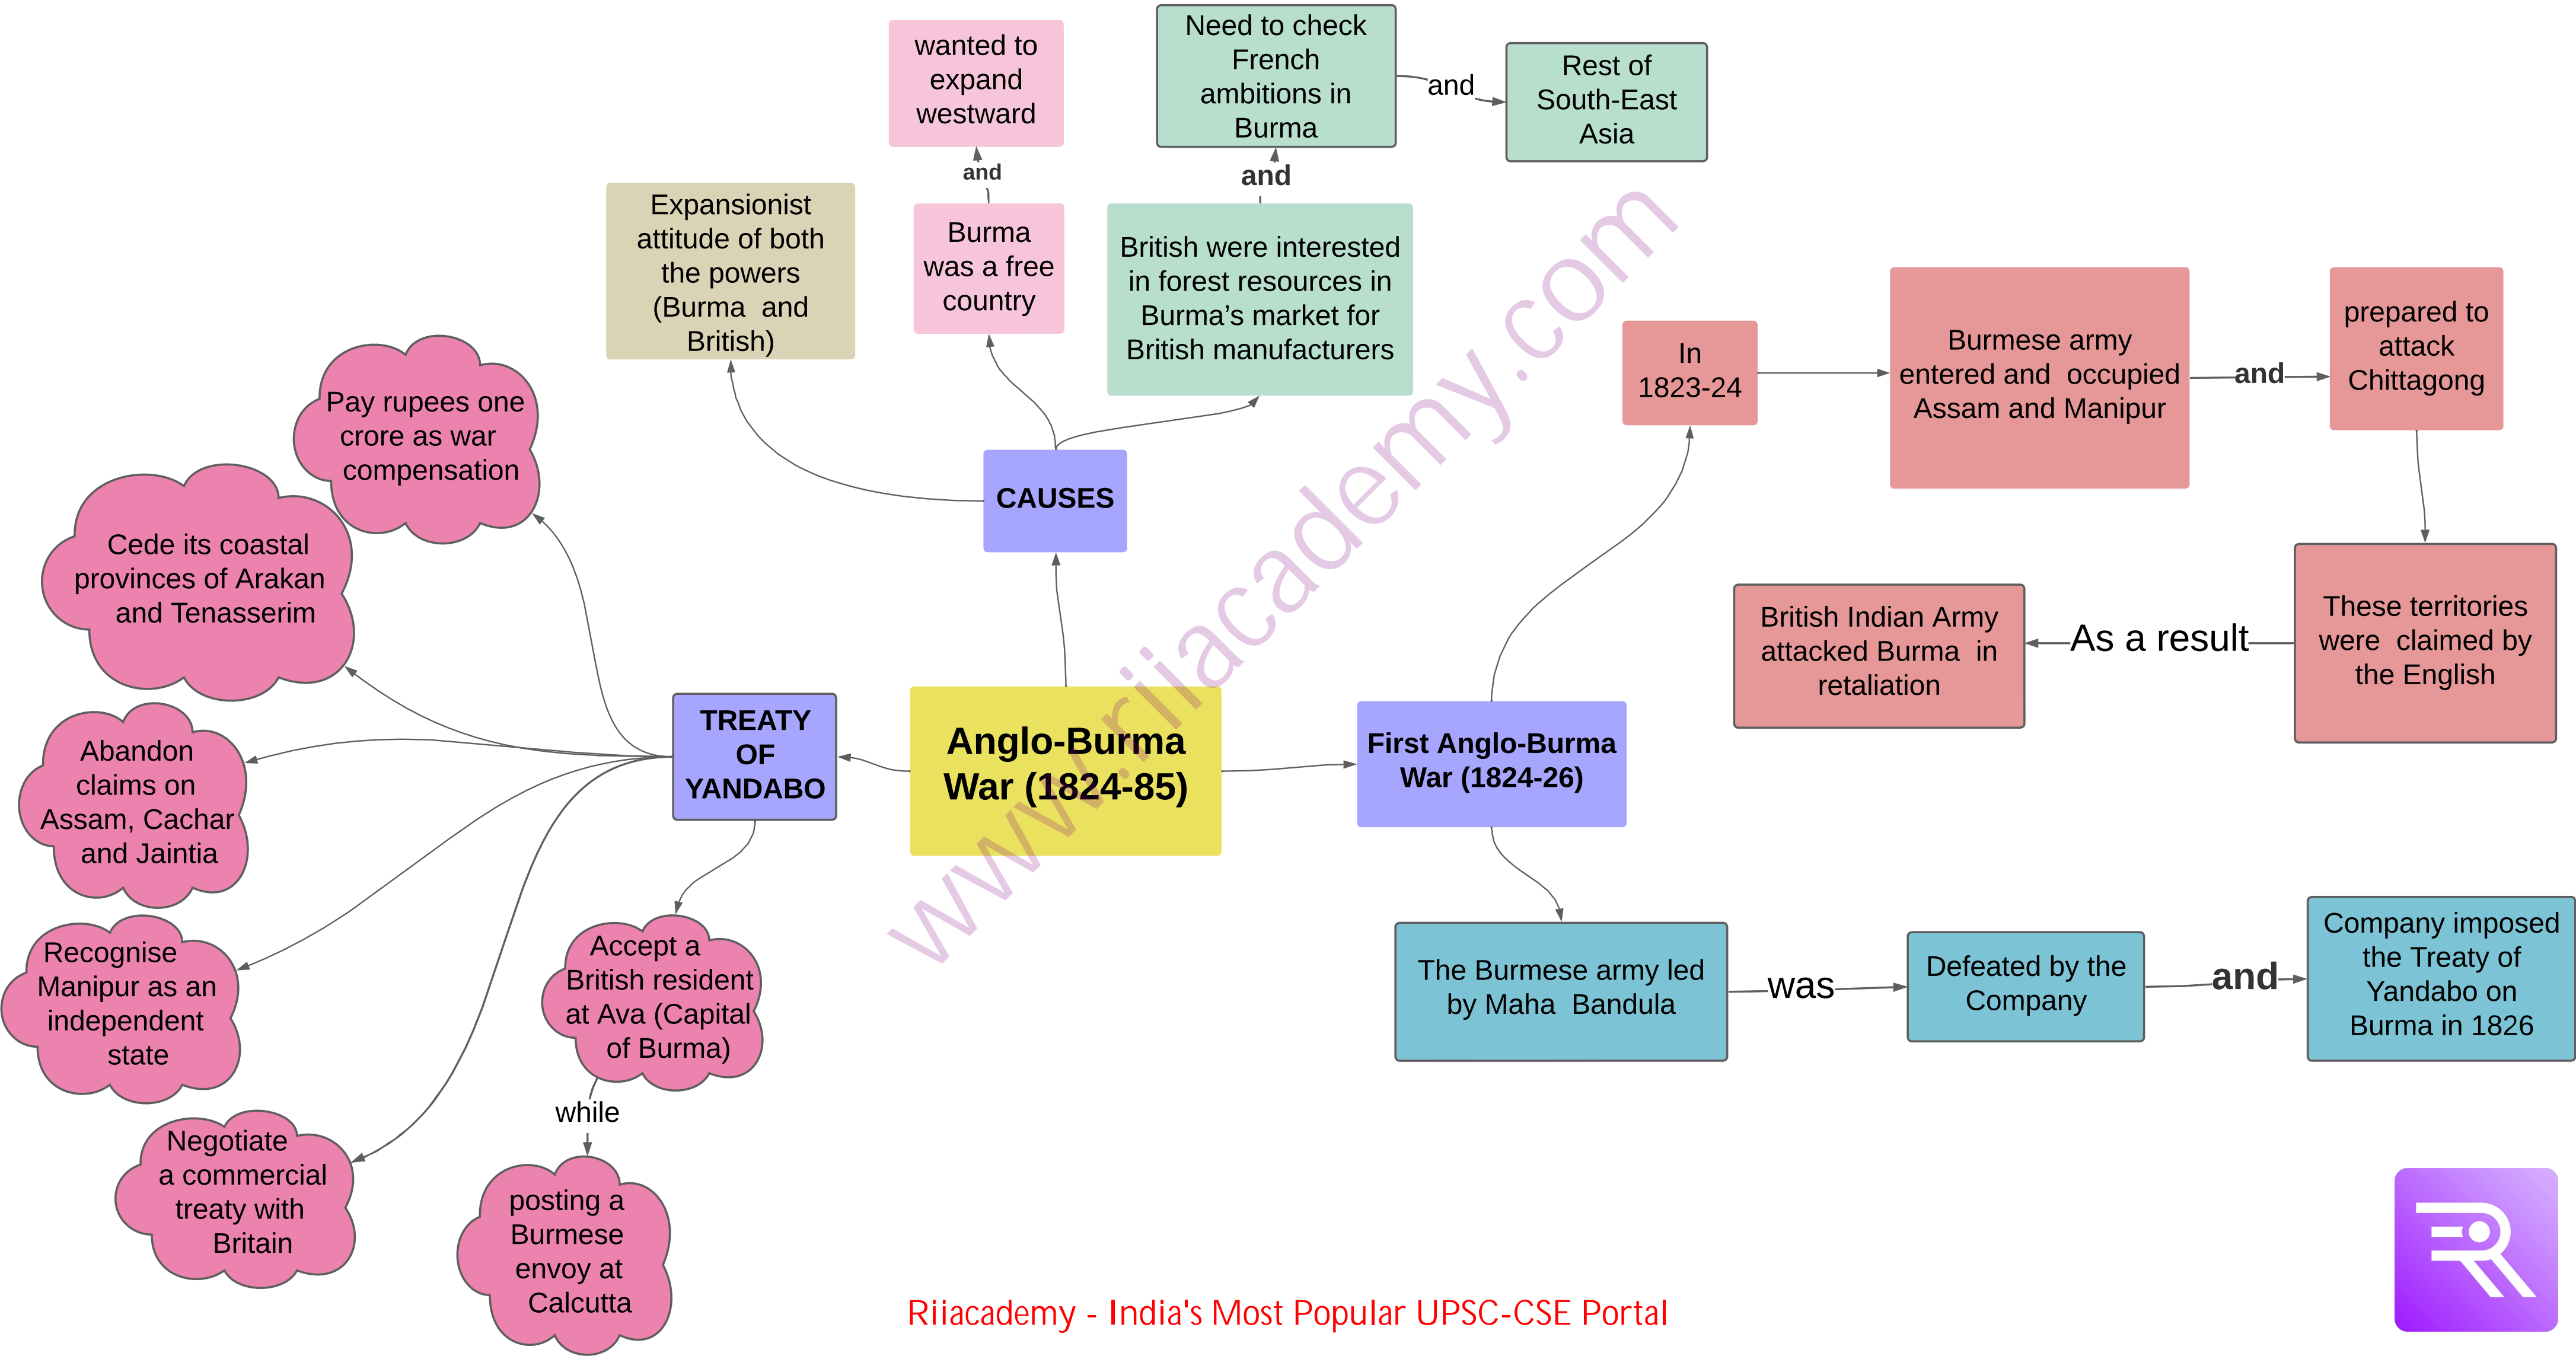 wanted to
expand
westward
and
Burma
was a free
country
Need to check
French
ambitions in
Burma
and
Rest of
South-East
Asia
and
British were interested
in forest resources in
Burma’s market for
British manufacturers
Expansionist
attitude of both
the powers
(Burma and
British)
CAUSES
In
1823-24
Burmese army
entered and occupied
Assam and Manipur
and
prepared to
attack
Chittagong
These territories
were claimed by
the English
As a result
British Indian Army
attacked Burma in
retaliation
Pay rupees one
crore as war
compensation
Cede its coastal
provinces of Arakan
and Tenasserim
Abandon
claims on
Assam, Cachar
and Jaintia
Recognise
Manipur as an
independent
state
Negotiate
a commercial
treaty with
Britain
TREATY
OF
YANDABO
Accept a
British resident
at Ava (Capital
of Burma)
while
posting a
Burmese
envoy at
Calcutta
Anglo-Burma
War (1824-85)
First Anglo-Burma
War (1824-26)
The Burmese army led
by Maha Bandula
was
Defeated by the
Company
and
Company imposed
the Treaty of
Yandabo on
Burma in 1826
www.riiacademy.com
Riiacademy - India's Most Popular UPSC-CSE Portal